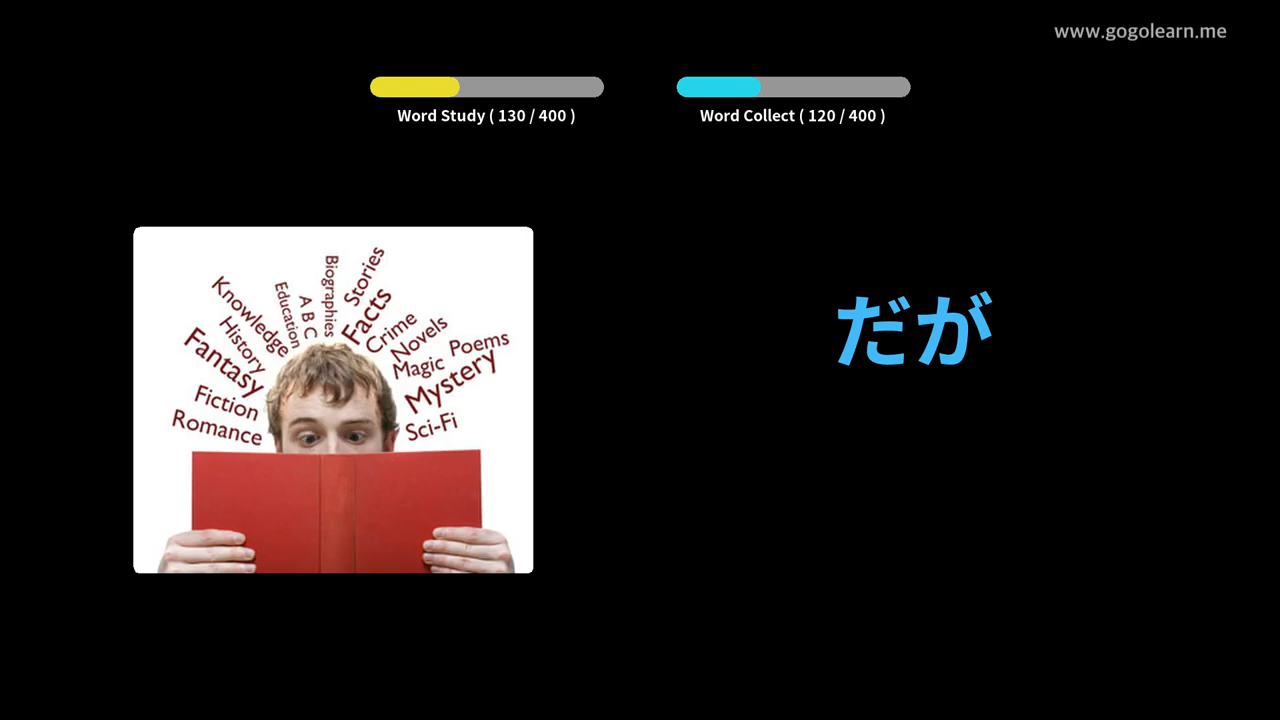 www.gogolearn.me
Word Study ( 130 / 400 )
Word Collect ( 120 / 400 )
だが
Knowledge
History
Fantasy
Fiction
Romance
Education
A B C
Biographies
Stories
Facts
Crime
Novels
Magic
Poems
Mystery
Sci-Fi